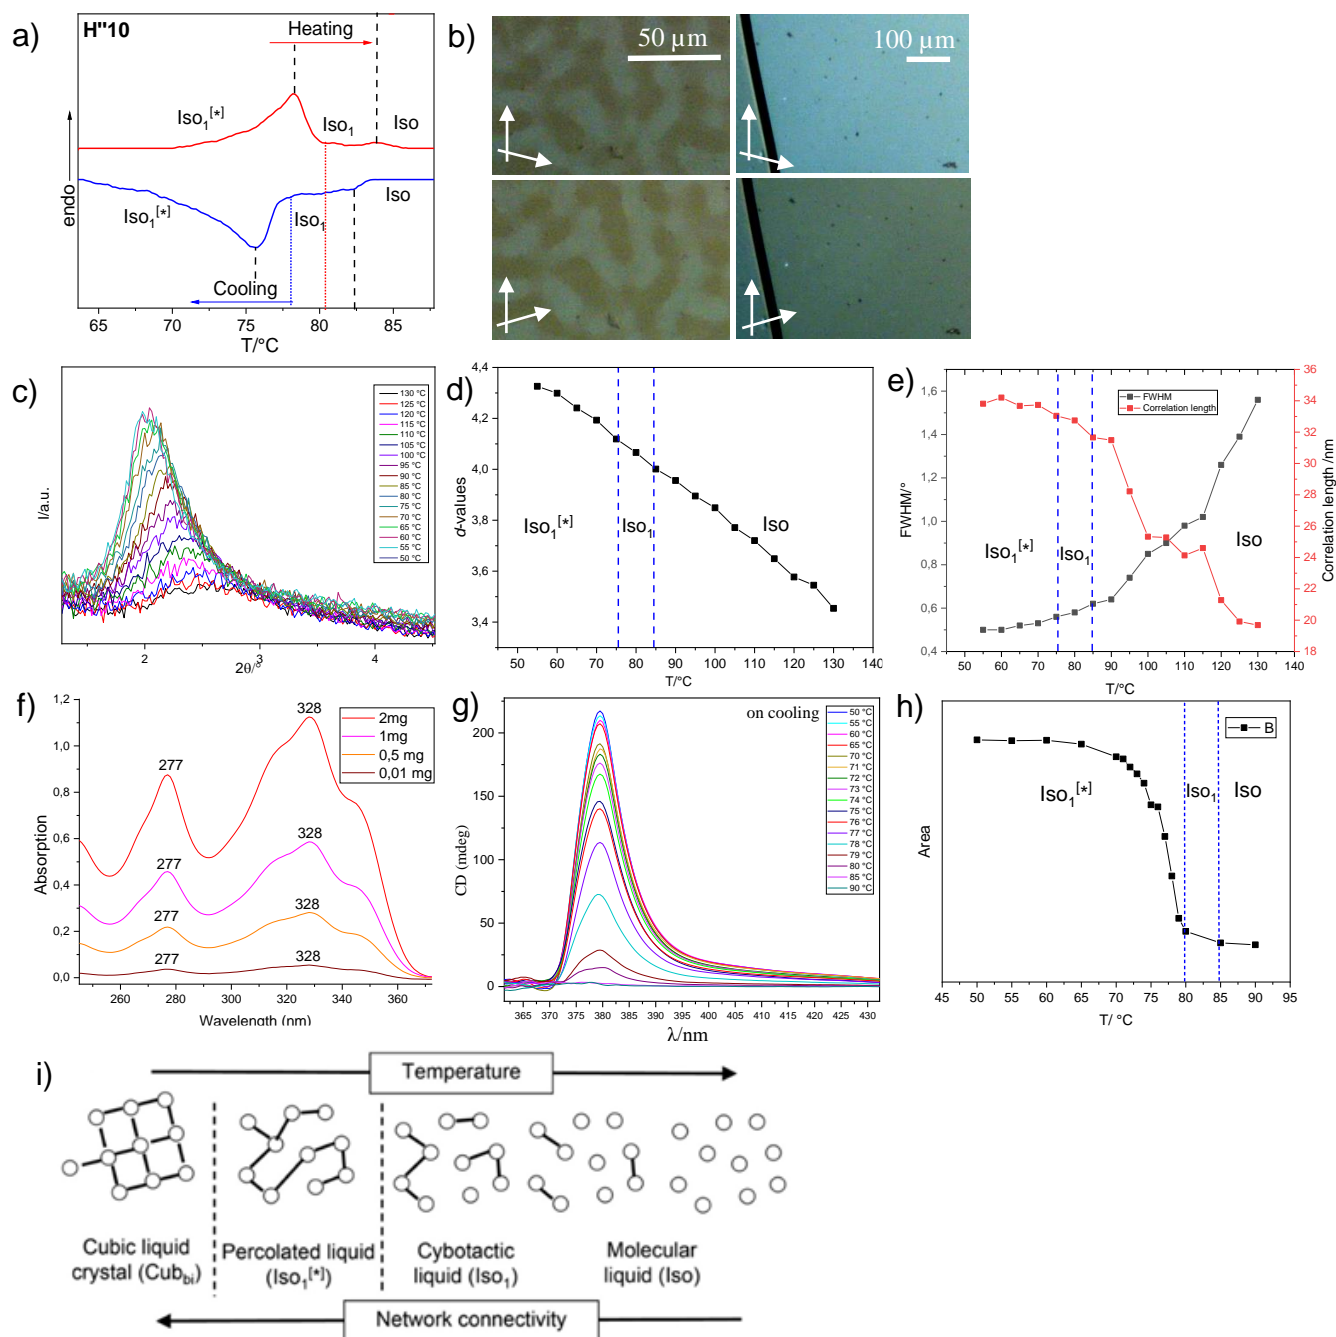 a)
H"10
Heating
Iso1[*]
Iso1
Iso
endo
Iso
Iso1[*]
Iso1
Cooling
65 70 75 80 85
T/°C
b)
50 µm
100 µm
c)
I/a.u.
130 °C
125 °C
120 °C
115 °C
110 °C
105 °C
100 °C
95 °C
90 °C
85 °C
80 °C
75 °C
70 °C
65 °C
60 °C
55 °C
50 °C
2 3 4
2θ/°
d)
4,4
4,2
4,0
3,8
3,6
3,4
d-values
Iso1[*]
Iso1
Iso
50 60 70 80 90 100 110 120 130 140
T/°C
e)
1,6
1,4
1,2
1,0
0,8
0,6
0,4
FWHM/°
FWHM
Correlation length
Iso1[*]
Iso1
Iso
36
34
32
30
28
26
24
22
20
18
Correlation length /nm
40 50 60 70 80 90 100 110 120 130 140
T/°C
f)
1,2
1,0
0,8
0,6
0,4
0,2
0,0
Absorption
328
277
328
277
328
277
328
277
2mg
1mg
0,5 mg
0,01 mg
260 280 300 320 340 360
Wavelength (nm)
g)
on cooling
200
150
100
50
0
CD (mdeg)
50 °C
55 °C
60 °C
65 °C
70 °C
71 °C
72 °C
73 °C
74 °C
75 °C
76 °C
77 °C
78 °C
79 °C
80 °C
85 °C
90 °C
365 370 375 380 385 390 395 400 405 410 415 420 425 430
λ/nm
h)
B
Area
Iso1[*]
Iso1
Iso
45 50 55 60 65 70 75 80 85 90 95
T/ °C
i)
Temperature
Cubic liquid
crystal (Cubbi)
Percolated liquid
(Iso1[*])
Cybotactic
liquid (Iso1)
Molecular
liquid (Iso)
Network connectivity